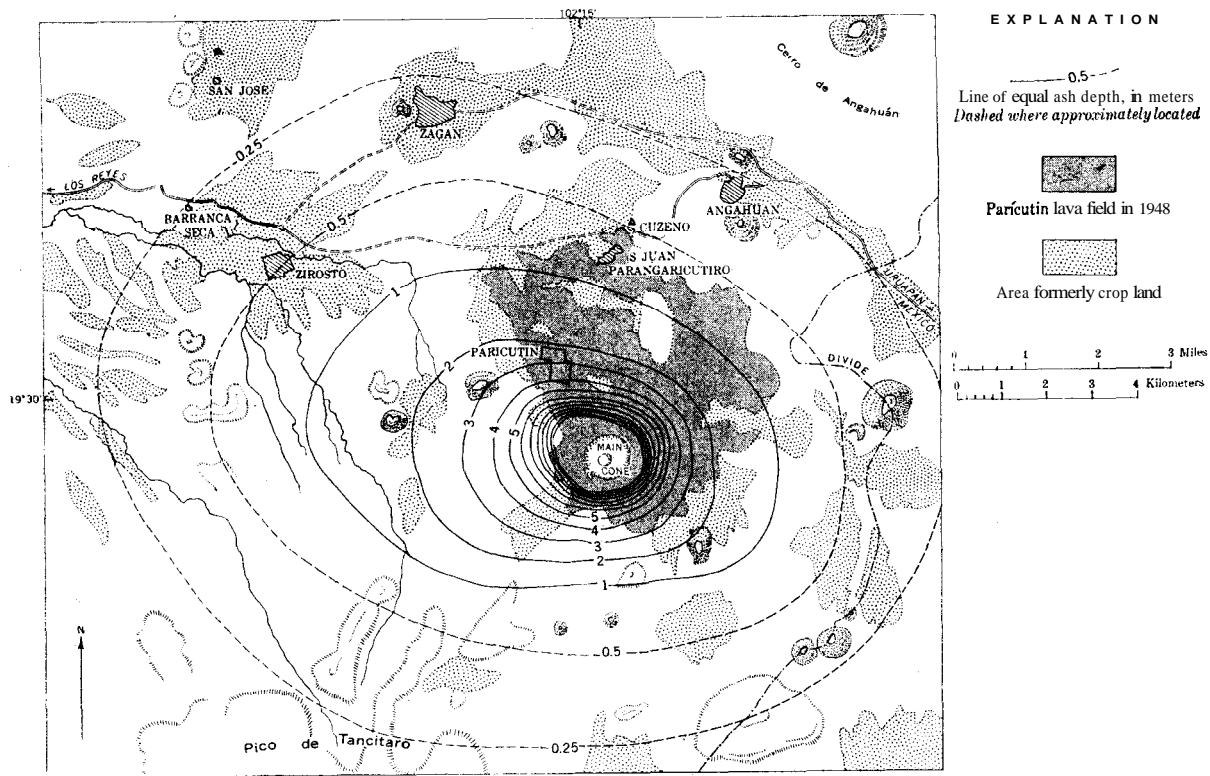 102°15'
EXPLANATION
0.5
Line of equal ash depth, in meters
Dashed where approximately located
Parícutin lava field in 1948
Area formerly crop land
0 1 2 3 Miles
0 1 2 3 4 Kilometers
Cerro de Angahuán
SAN JOSE
ZACAN
0.25
LOS REYES
BARRANCA
SECA
0.5
ZIROSTO
ANGAHUAN
CUZENO
S JUAN
PARANGARICUTIRO
URUAPAN
MEXICO
1
PARICUTIN
2
DIVIDE
19°30'
3
4
5
MAIN
CONE
5
4
3
2
1
N
0.5
Pico de Tancitaro
0.25